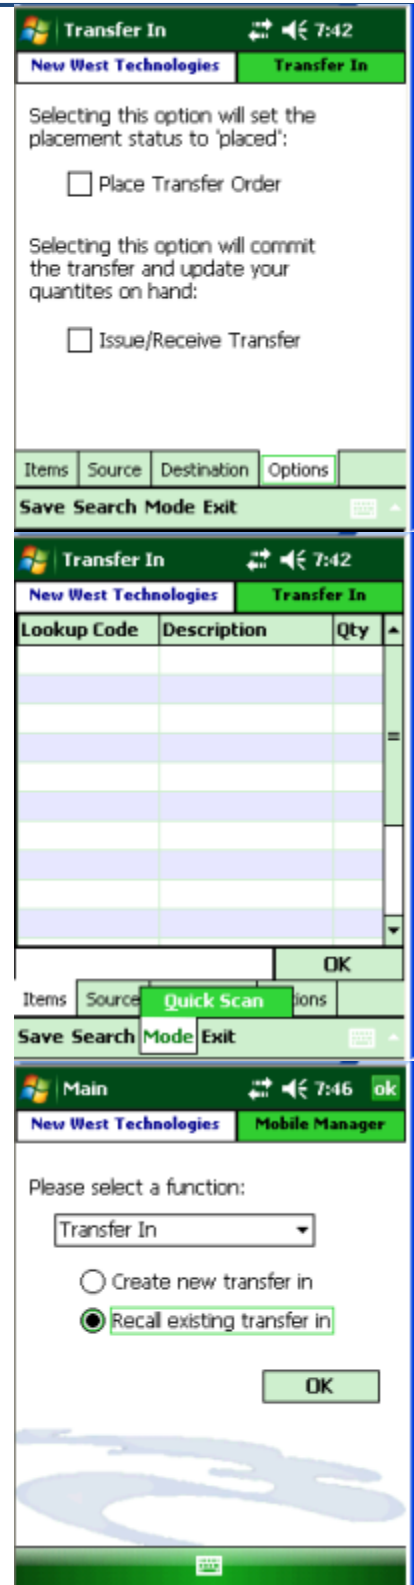 Transfer In 7:42
New West Technologies Transfer In
Selecting this option will set the
placement status to 'placed':
Place Transfer Order
Selecting this option will commit
the transfer and update your
quantites on hand:
Issue/Receive Transfer
Items Source Destination Options
Save Search Mode Exit
Transfer In 7:42
New West Technologies Transfer In
Lookup Code Description Qty
OK
Items Source Quick Scan ions
Save Search Mode Exit
Main 7:46 ok
New West Technologies Mobile Manager
Please select a function:
Transfer In
Create new transfer in
Recall existing transfer in
OK